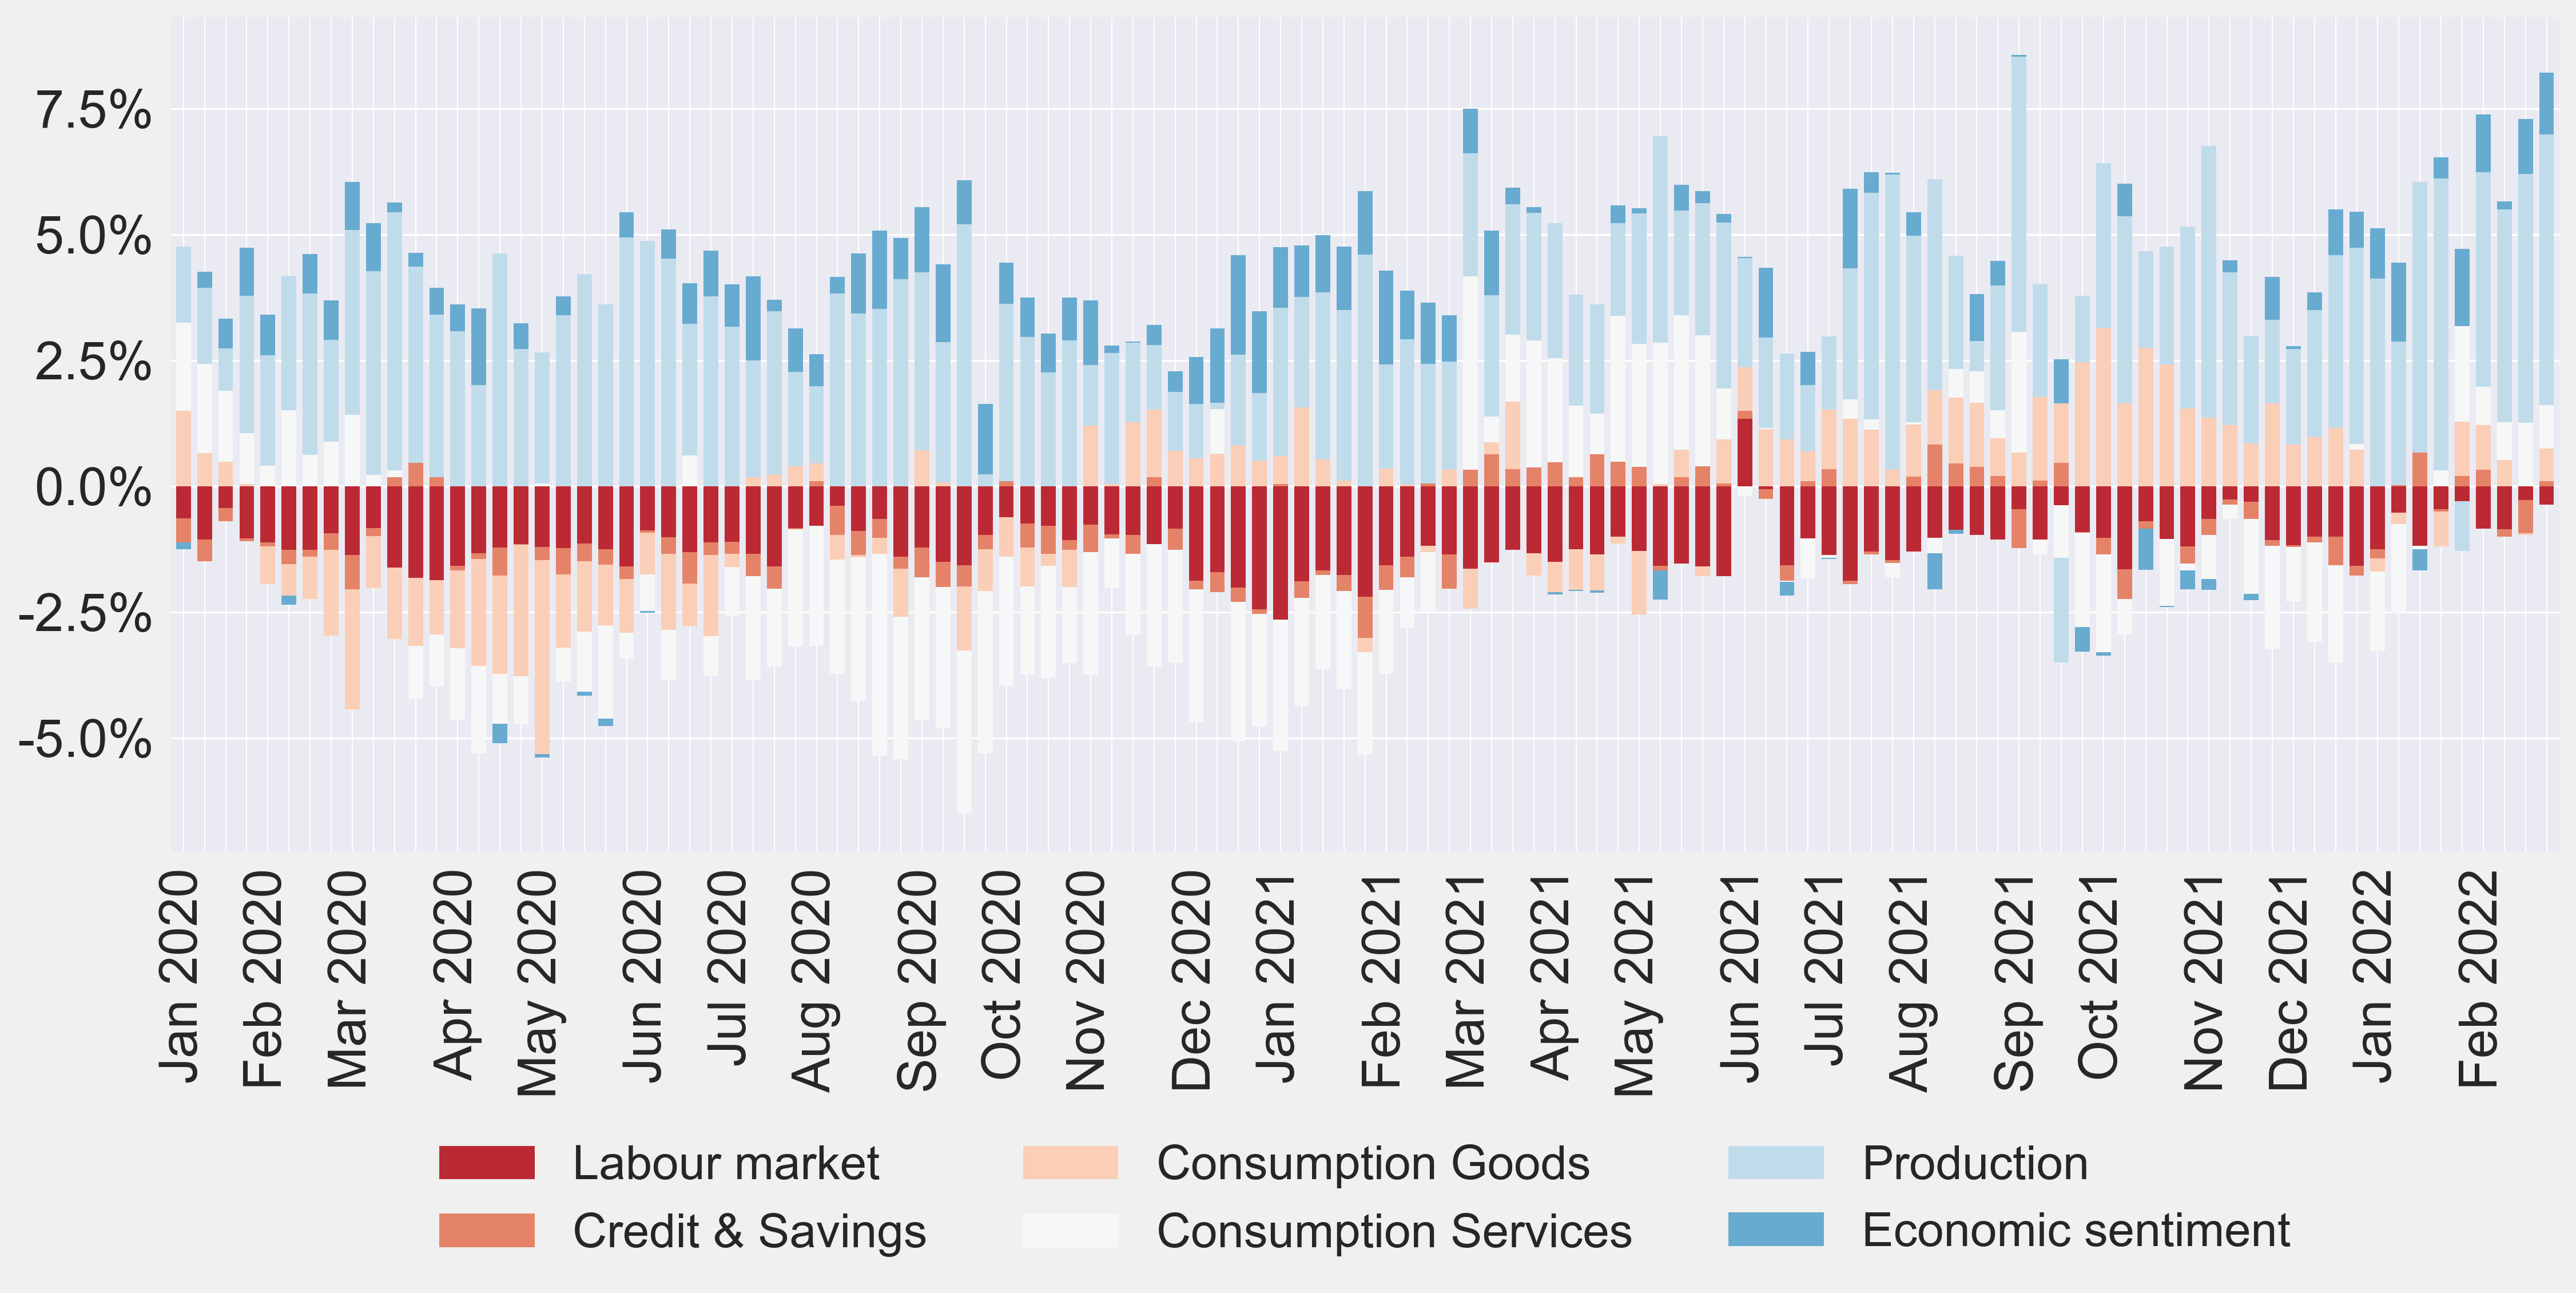 7.5%
5.0%
2.5%
0.0%
-2.5%
-5.0%
Jan 2020
Feb 2020
Mar 2020
Apr 2020
May 2020
Jun 2020
Jul 2020
Aug 2020
Sep 2020
Oct 2020
Nov 2020
Dec 2020
Jan 2021
Feb 2021
Mar 2021
Apr 2021
May 2021
Jun 2021
Jul 2021
Aug 2021
Sep 2021
Oct 2021
Nov 2021
Dec 2021
Jan 2022
Feb 2022
Labour market
Consumption Goods
Production
Credit & Savings
Consumption Services
Economic sentiment